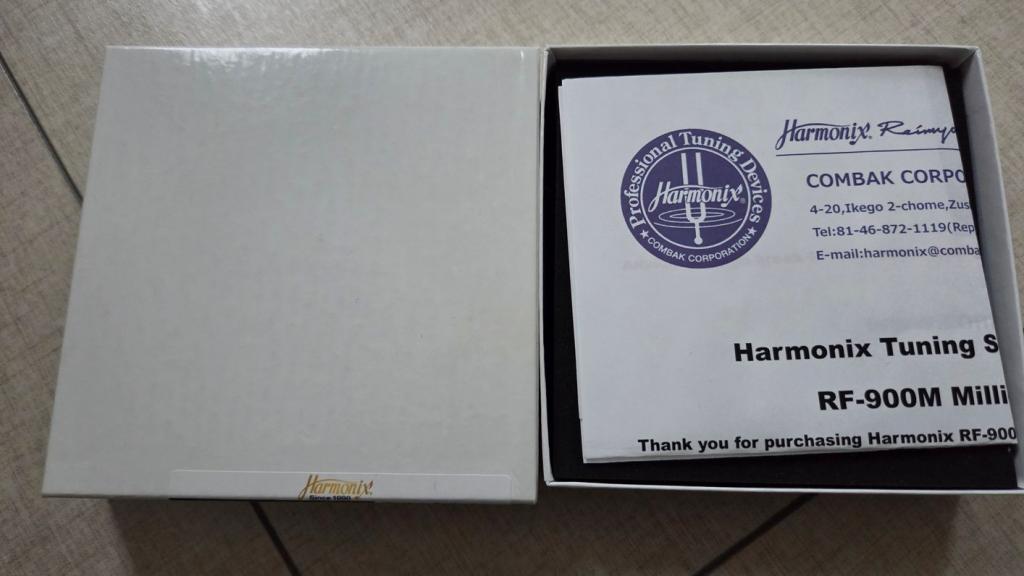 Harmonix®
Since 1990
Professional Tuning Devices
Harmonix®
★ COMBAK CORPORATION ★
Harmonix® Reimyo
COMBAK CORPO
4-20,Ikego 2-chome,Zus
Tel:81-46-872-1119(Rep
E-mail:harmonix@comba
Harmonix Tuning S
RF-900M Milli
Thank you for purchasing Harmonix RF-900